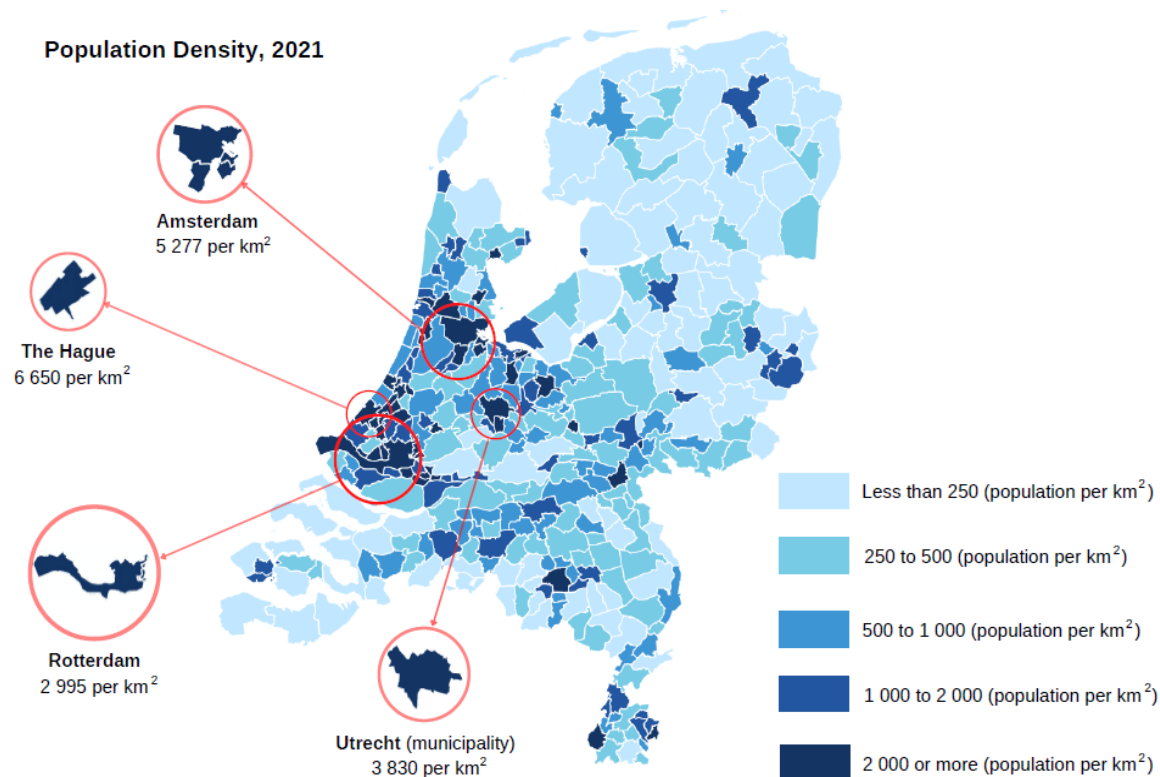 Population Density, 2021
Amsterdam
5 277 per km²
The Hague
6 650 per km²
Rotterdam
2 995 per km²
Utrecht (municipality)
3 830 per km²
Less than 250 (population per km²)
250 to 500 (population per km²)
500 to 1 000 (population per km²)
1 000 to 2 000 (population per km²)
2 000 or more (population per km²)